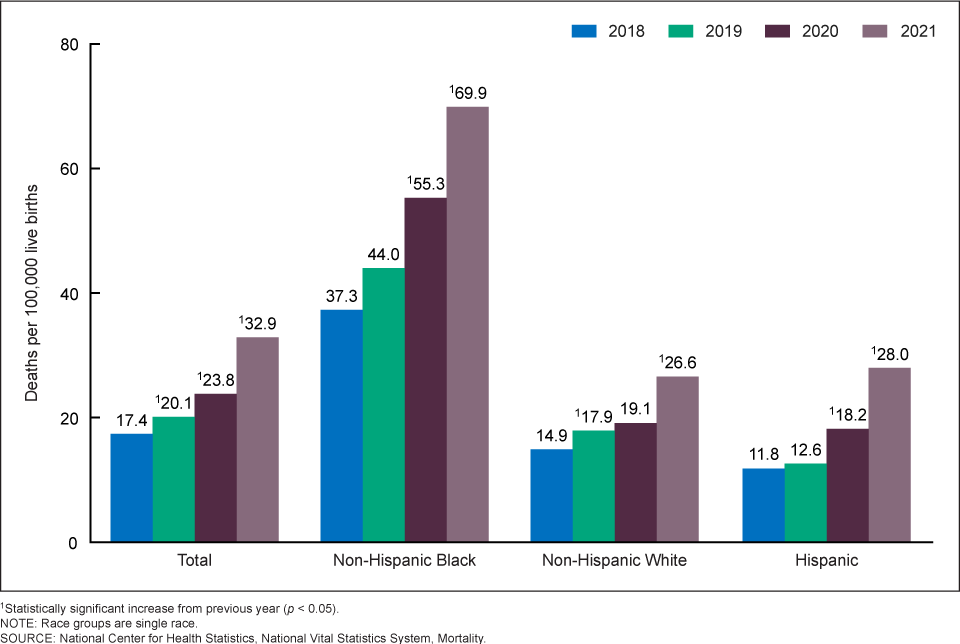 2018 2019 2020 2021
80
60
40
20
0
Deaths per 100,000 live births
17.4 ¹20.1 ¹23.8 ¹32.9
37.3 44.0 ¹55.3 ¹69.9
14.9 ¹17.9 19.1 ¹26.6
11.8 12.6 ¹18.2 ¹28.0
Total Non-Hispanic Black Non-Hispanic White Hispanic
¹Statistically significant increase from previous year (p < 0.05).
NOTE: Race groups are single race.
SOURCE: National Center for Health Statistics, National Vital Statistics System, Mortality.